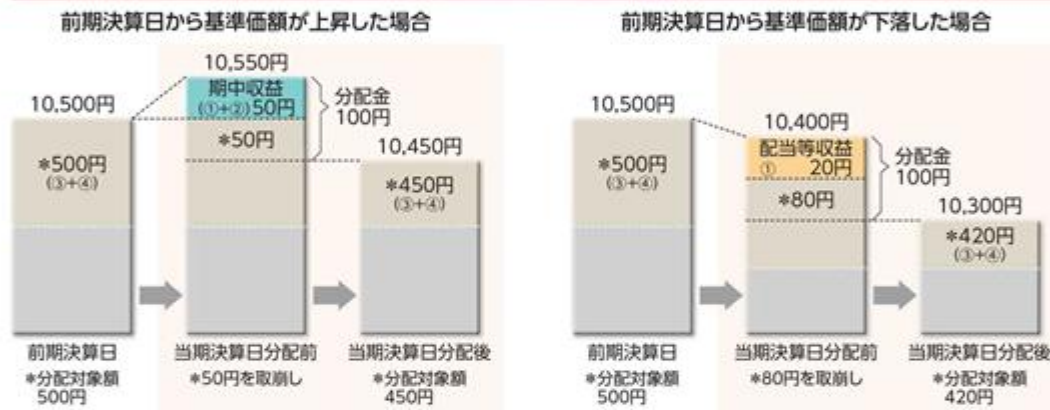 前期決算日から基準価額が上昇した場合
10,550円
期中収益
(①+②)50円
分配金
100円
10,500円
*50円
10,450円
*500円
(③+④)
*450円
(③+④)
前期決算日
当期決算日分配前
当期決算日分配後
*分配対象額
500円
*50円を取崩し
*分配対象額
450円
前期決算日から基準価額が下落した場合
10,500円
10,400円
配当等収益
① 20円
分配金
100円
*500円
(③+④)
*80円
10,300円
*420円
(③+④)
前期決算日
当期決算日分配前
当期決算日分配後
*分配対象額
500円
*80円を取崩し
*分配対象額
420円